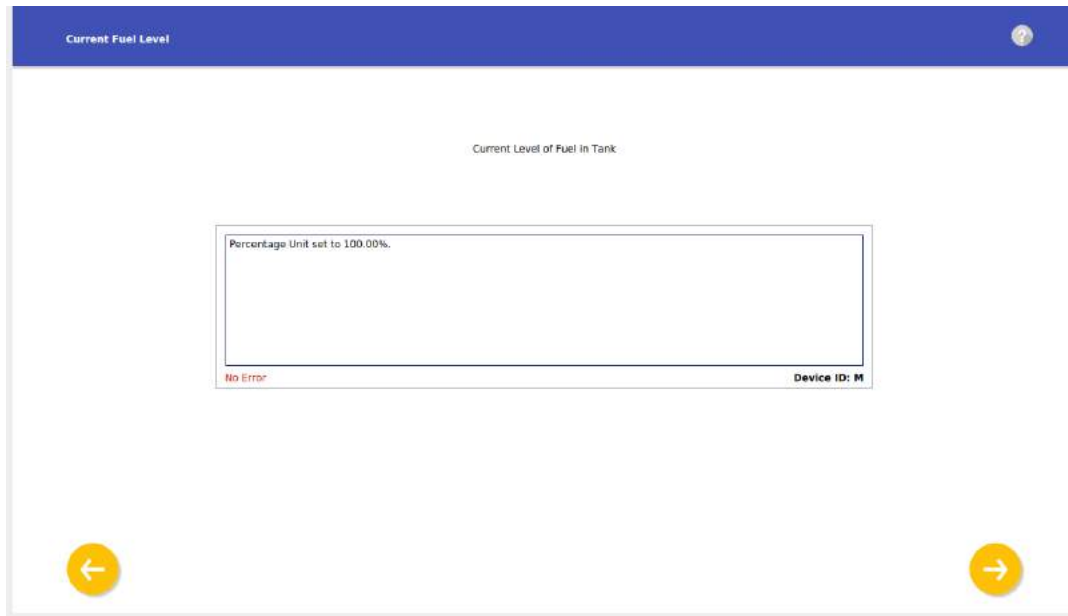 Current Fuel Level
?
Current Level of Fuel in Tank
Percentage Unit set to 100.00%.
No Error
Device ID: M